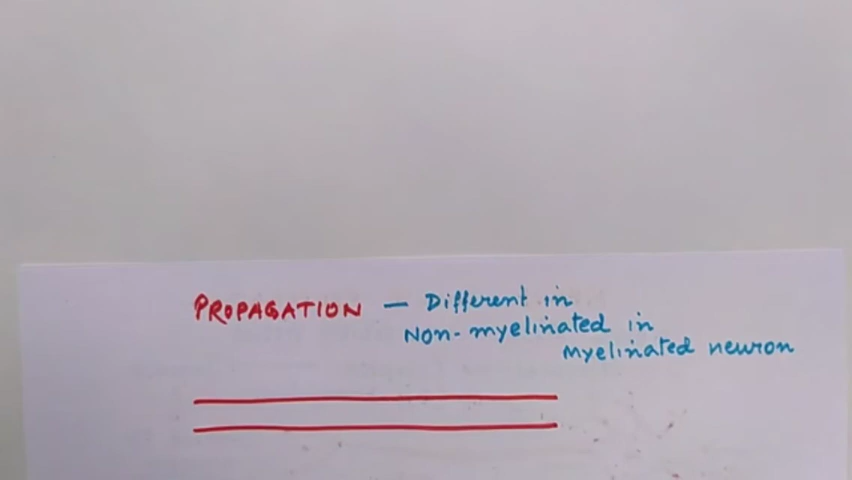 PROPAGATION — Different in
Non-myelinated in
myelinated neuron